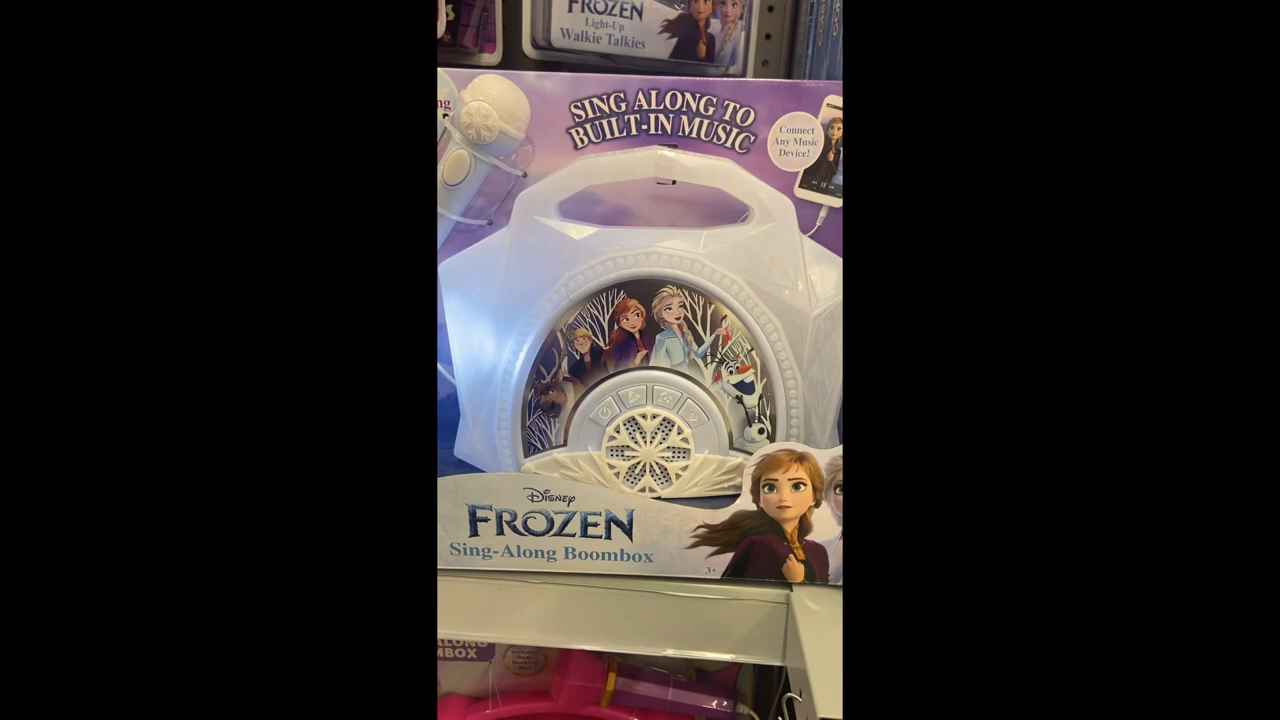 FROZEN
Light-Up
Walkie Talkies
SING ALONG TO
BUILT-IN MUSIC
Connect
Any Music
Device!
Disney
FROZEN
Sing-Along Boombox
3+